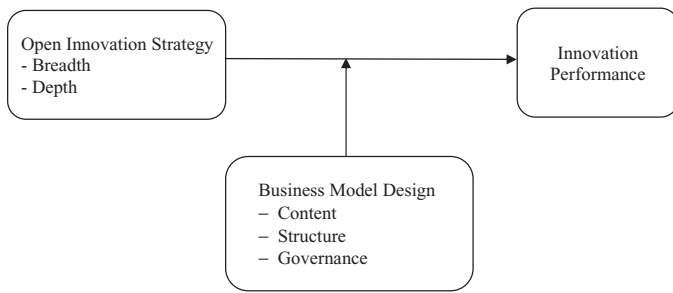 Open Innovation Strategy
- Breadth
- Depth
Innovation
Performance
Business Model Design
– Content
– Structure
– Governance